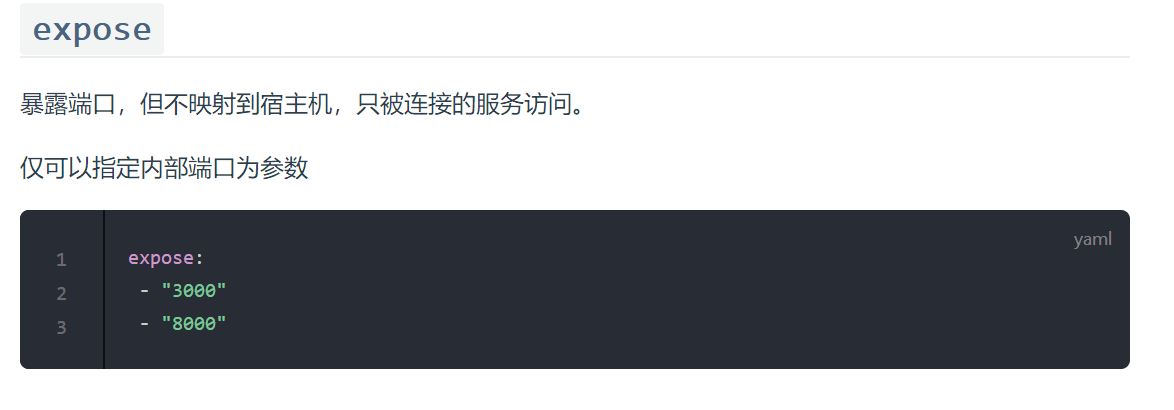 expose
暴露端口，但不映射到宿主机，只被连接的服务访问。
仅可以指定内部端口为参数
yaml
1 expose:
2 - "3000"
3 - "8000"